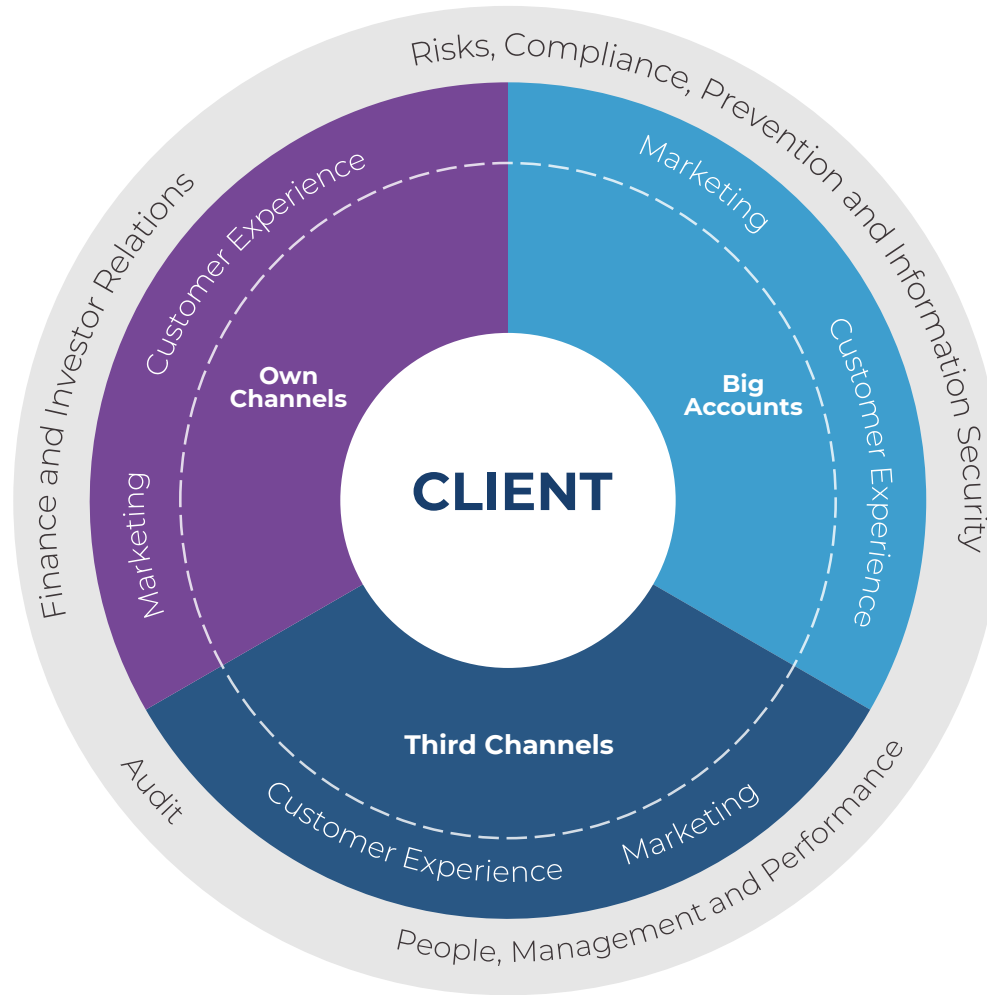 Risks, Compliance, Prevention and Information Security
Finance and Investor Relations
Audit
People, Management and Performance
Customer Experience
Marketing
Own
Channels
Marketing
Customer Experience
Big
Accounts
CLIENT
Third Channels
Customer Experience
Marketing